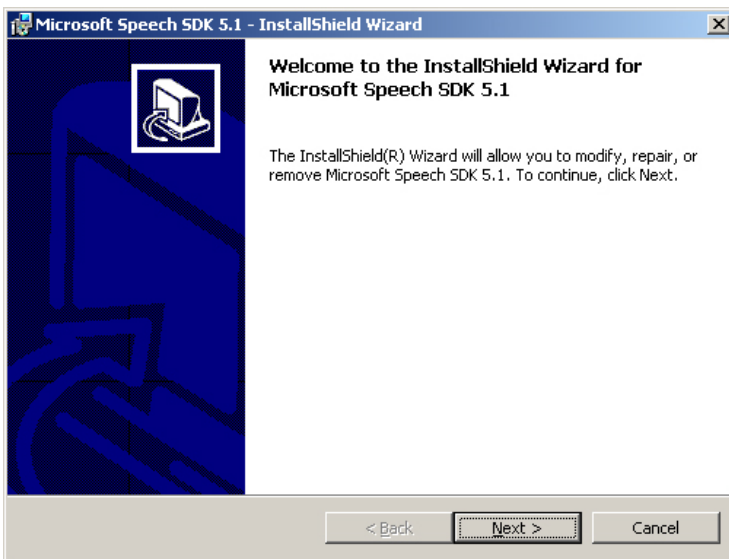 Microsoft Speech SDK 5.1 - InstallShield Wizard
Welcome to the InstallShield Wizard for
Microsoft Speech SDK 5.1
The InstallShield(R) Wizard will allow you to modify, repair, or
remove Microsoft Speech SDK 5.1. To continue, click Next.
< Back Next > Cancel